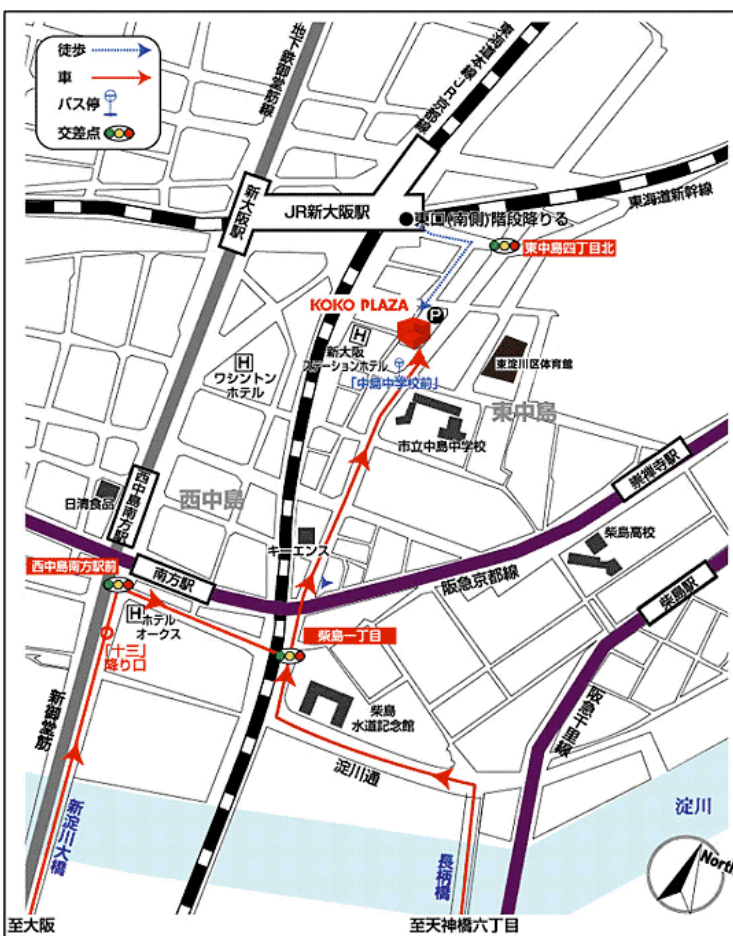 徒歩
車
バス停
交差点
地下鉄御堂筋線
東海道本線JR京都線
東海道新幹線
新大阪駅
JR新大阪駅
東口(南側)階段降りる
東中島四丁目北
KOKO PLAZA
P
H
新大阪
ステーションホテル
H
ワシントン
ホテル
「中島中学校前」
東淀川区体育館
東中島
市立中島中学校
西中島
日清食品
西中島南方駅
崇禅寺駅
キーエンス
柴島高校
西中島南方駅前
南方駅
阪急京都線
柴島駅
H
ホテル
オークス
柴島一丁目
「十三」
降り口
柴島
水道記念館
阪急千里線
新御堂筋
淀川通
淀川
新淀川大橋
長柄橋
North
至大阪
至天神橋六丁目